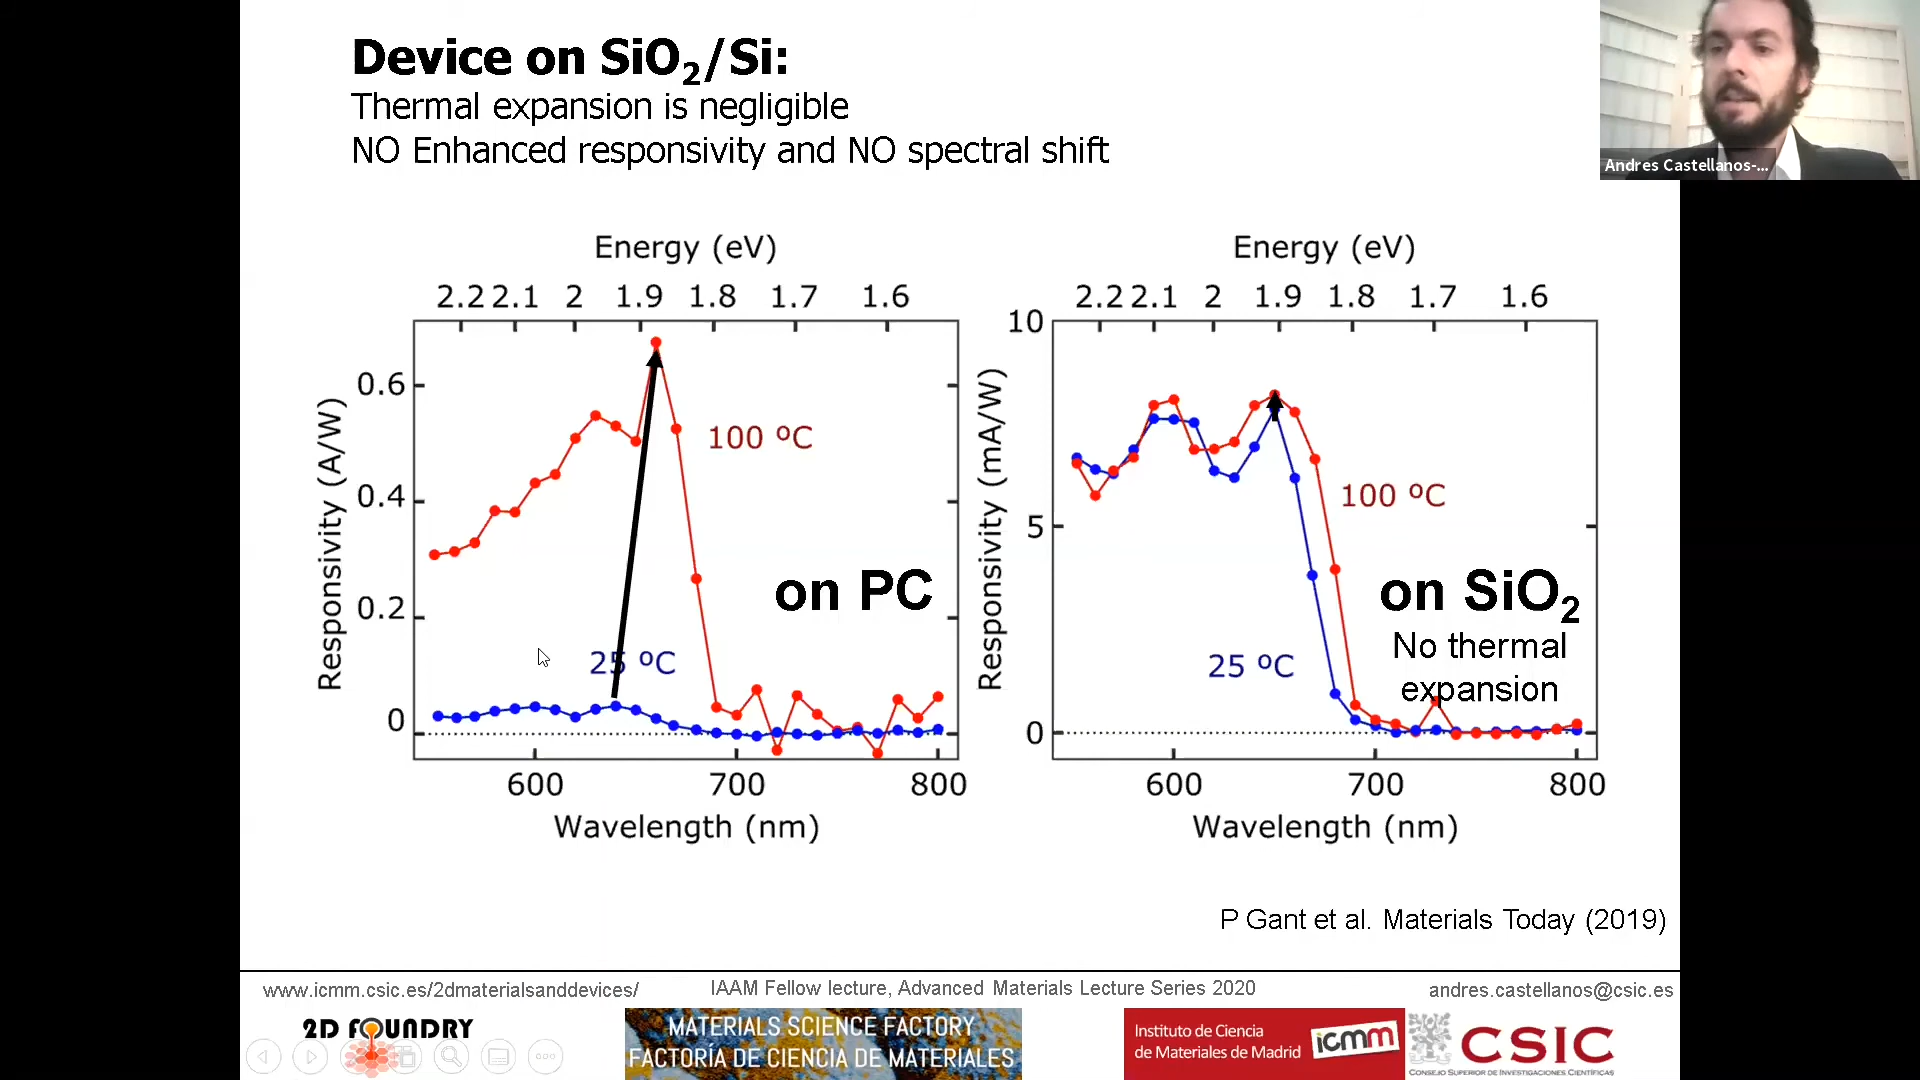 Device on SiO₂/Si:
Thermal expansion is negligible
NO Enhanced responsivity and NO spectral shift
Andres Castellanos-...
Energy (eV)
2.2 2.1 2 1.9 1.8 1.7 1.6
Responsivity (A/W)
0.6
0.4
0.2
0
100 ºC
on PC
25 ºC
600 700 800
Wavelength (nm)
Energy (eV)
2.2 2.1 2 1.9 1.8 1.7 1.6
Responsivity (mA/W)
10
5
0
100 ºC
on SiO₂
No thermal
expansion
25 ºC
600 700 800
Wavelength (nm)
P Gant et al. Materials Today (2019)
www.icmm.csic.es/2dmaterialsanddevices/
IAAM Fellow lecture, Advanced Materials Lecture Series 2020
andres.castellanos@csic.es
2D FOUNDRY
MATERIALS SCIENCE FACTORY
FACTORÍA DE CIENCIA DE MATERIALES
Instituto de Ciencia
de Materiales de Madrid
icmm
CSIC
CONSEJO SUPERIOR DE INVESTIGACIONES CIENTÍFICAS